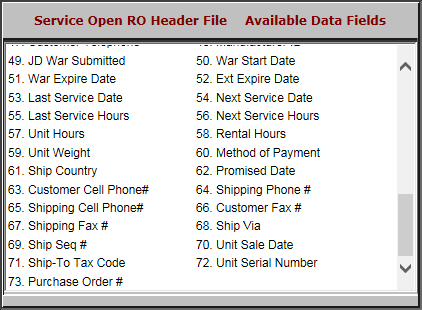 Service Open RO Header File    Available Data Fields
49. JD War Submitted    50. War Start Date
51. War Expire Date    52. Ext Expire Date
53. Last Service Date    54. Next Service Date
55. Last Service Hours    56. Next Service Hours
57. Unit Hours    58. Rental Hours
59. Unit Weight    60. Method of Payment
61. Ship Country    62. Promised Date
63. Customer Cell Phone#    64. Shipping Phone #
65. Shipping Cell Phone#    66. Customer Fax #
67. Shipping Fax #    68. Ship Via
69. Ship Seq #    70. Unit Sale Date
71. Ship-To Tax Code    72. Unit Serial Number
73. Purchase Order #